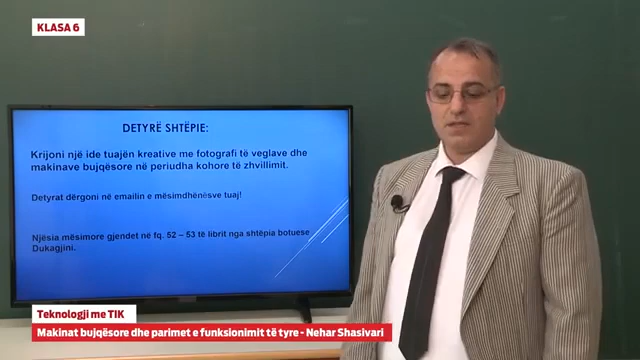 KLASA 6
DETYRË SHTËPIE:
Krijoni një ide tuajën kreative me fotografi të veglave dhe
makinave bujqësore në periudha kohore të zhvillimit.
Detyrat dërgoni në emailin e mësimdhënësve tuaj!
Njësia mësimore gjendet në fq. 52 – 53 të librit nga shtëpia botuese
Dukagjini.
Teknologji me TIK
Makinat bujqësore dhe parimet e funksionimit të tyre - Nehar Shasivari